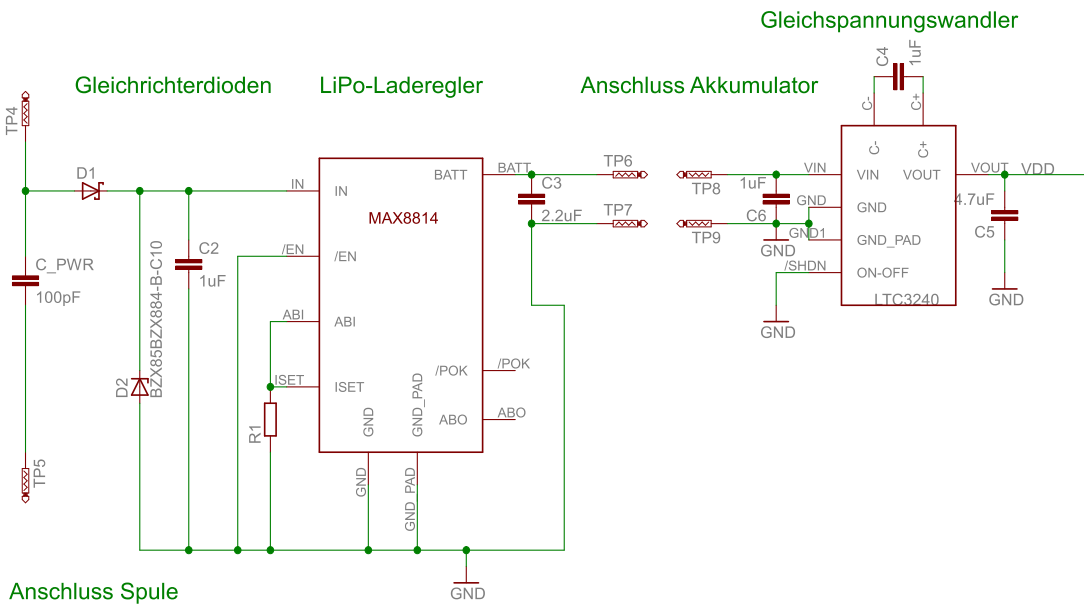 Gleichspannungswandler
Gleichrichterdioden
LiPo-Laderegler
Anschluss Akkumulator
C4
1uF
C-
C+
C-
C+
TP4
D1
IN
IN
BATT
BATT
TP6
TP8
1uF
VIN
VIN
VOUT
VOUT
VDD
C3
2.2uF
TP7
TP9
C6
GND
GND
GND1
GND_PAD
GND
4.7uF
C5
MAX8814
/EN
/EN
/SHDN
ON-OFF
LTC3240
GND
GND
C_PWR
100pF
C2
1uF
BZX85BZX884-B-C10
D2
ABI
ABI
ISET
ISET
R1
/POK
/POK
GND
GND_PAD
ABO
ABO
GND
GND_PAD
TP5
GND
Anschluss Spule